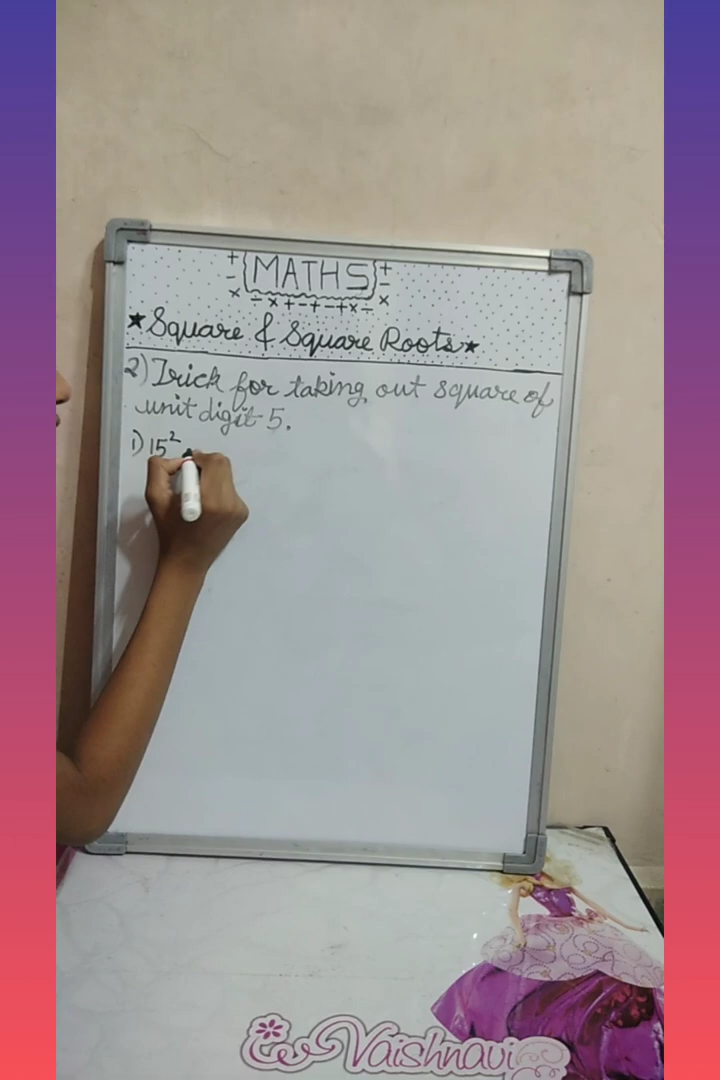 MATHS
★Square & Square Roots★
2) Trick for taking out square of
unit digit 5.
1) 15²
Vaishnavi